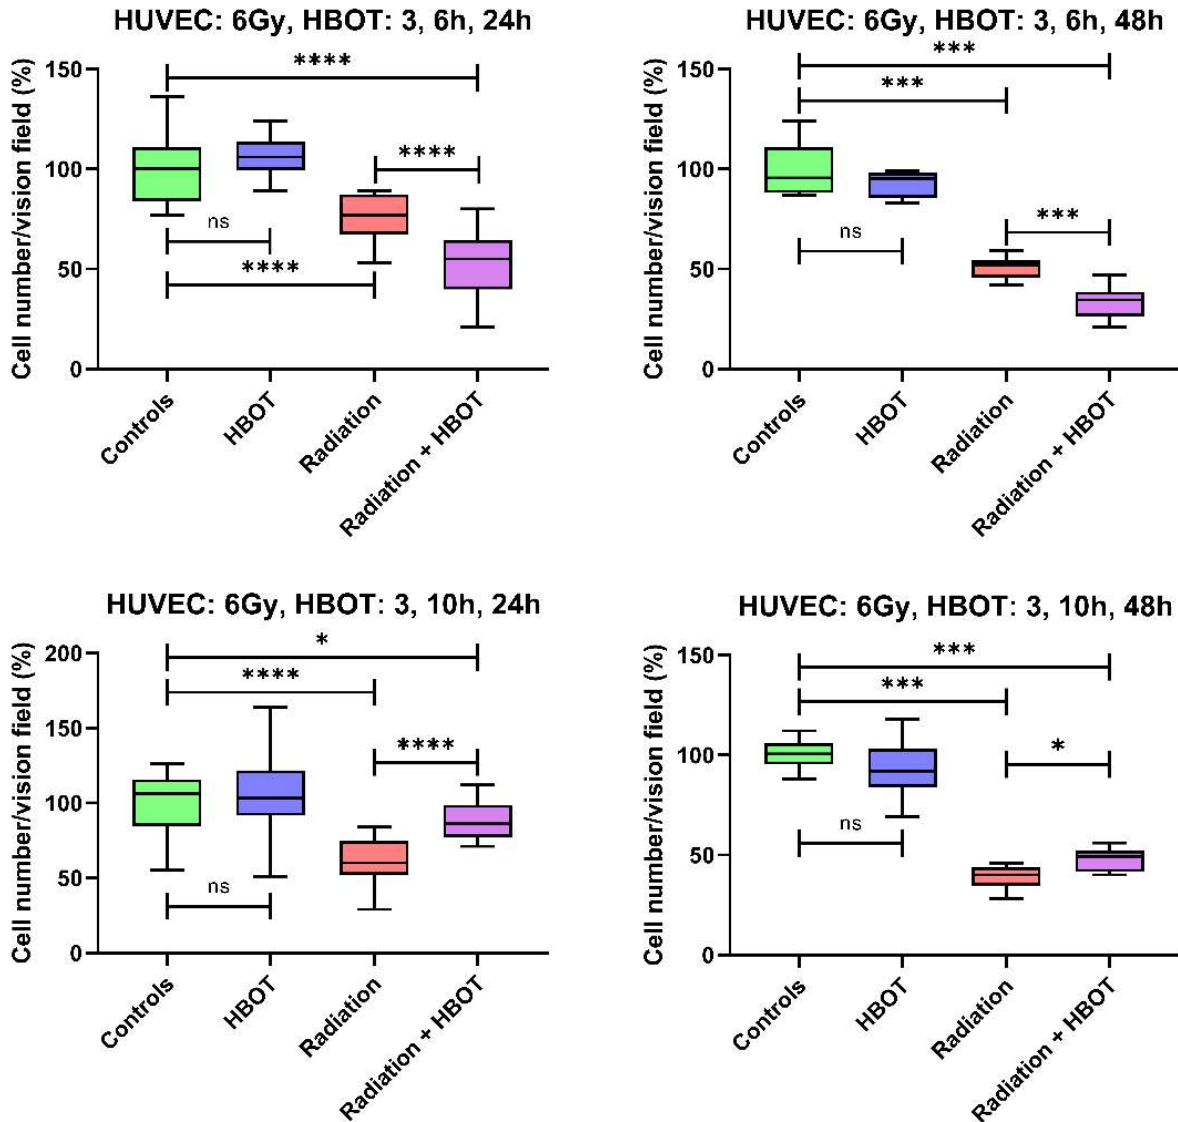 HUVEC: 6Gy, HBOT: 3, 6h, 24h
Cell number/vision field (%)
150
100
50
0
****
****
ns
****
Controls
HBOT
Radiation
Radiation + HBOT
HUVEC: 6Gy, HBOT: 3, 6h, 48h
Cell number/vision field (%)
150
100
50
0
***
***
***
ns
Controls
HBOT
Radiation
Radiation + HBOT
HUVEC: 6Gy, HBOT: 3, 10h, 24h
Cell number/vision field (%)
200
150
100
50
0
*
****
****
ns
Controls
HBOT
Radiation
Radiation + HBOT
HUVEC: 6Gy, HBOT: 3, 10h, 48h
Cell number/vision field (%)
150
100
50
0
***
***
*
ns
Controls
HBOT
Radiation
Radiation + HBOT